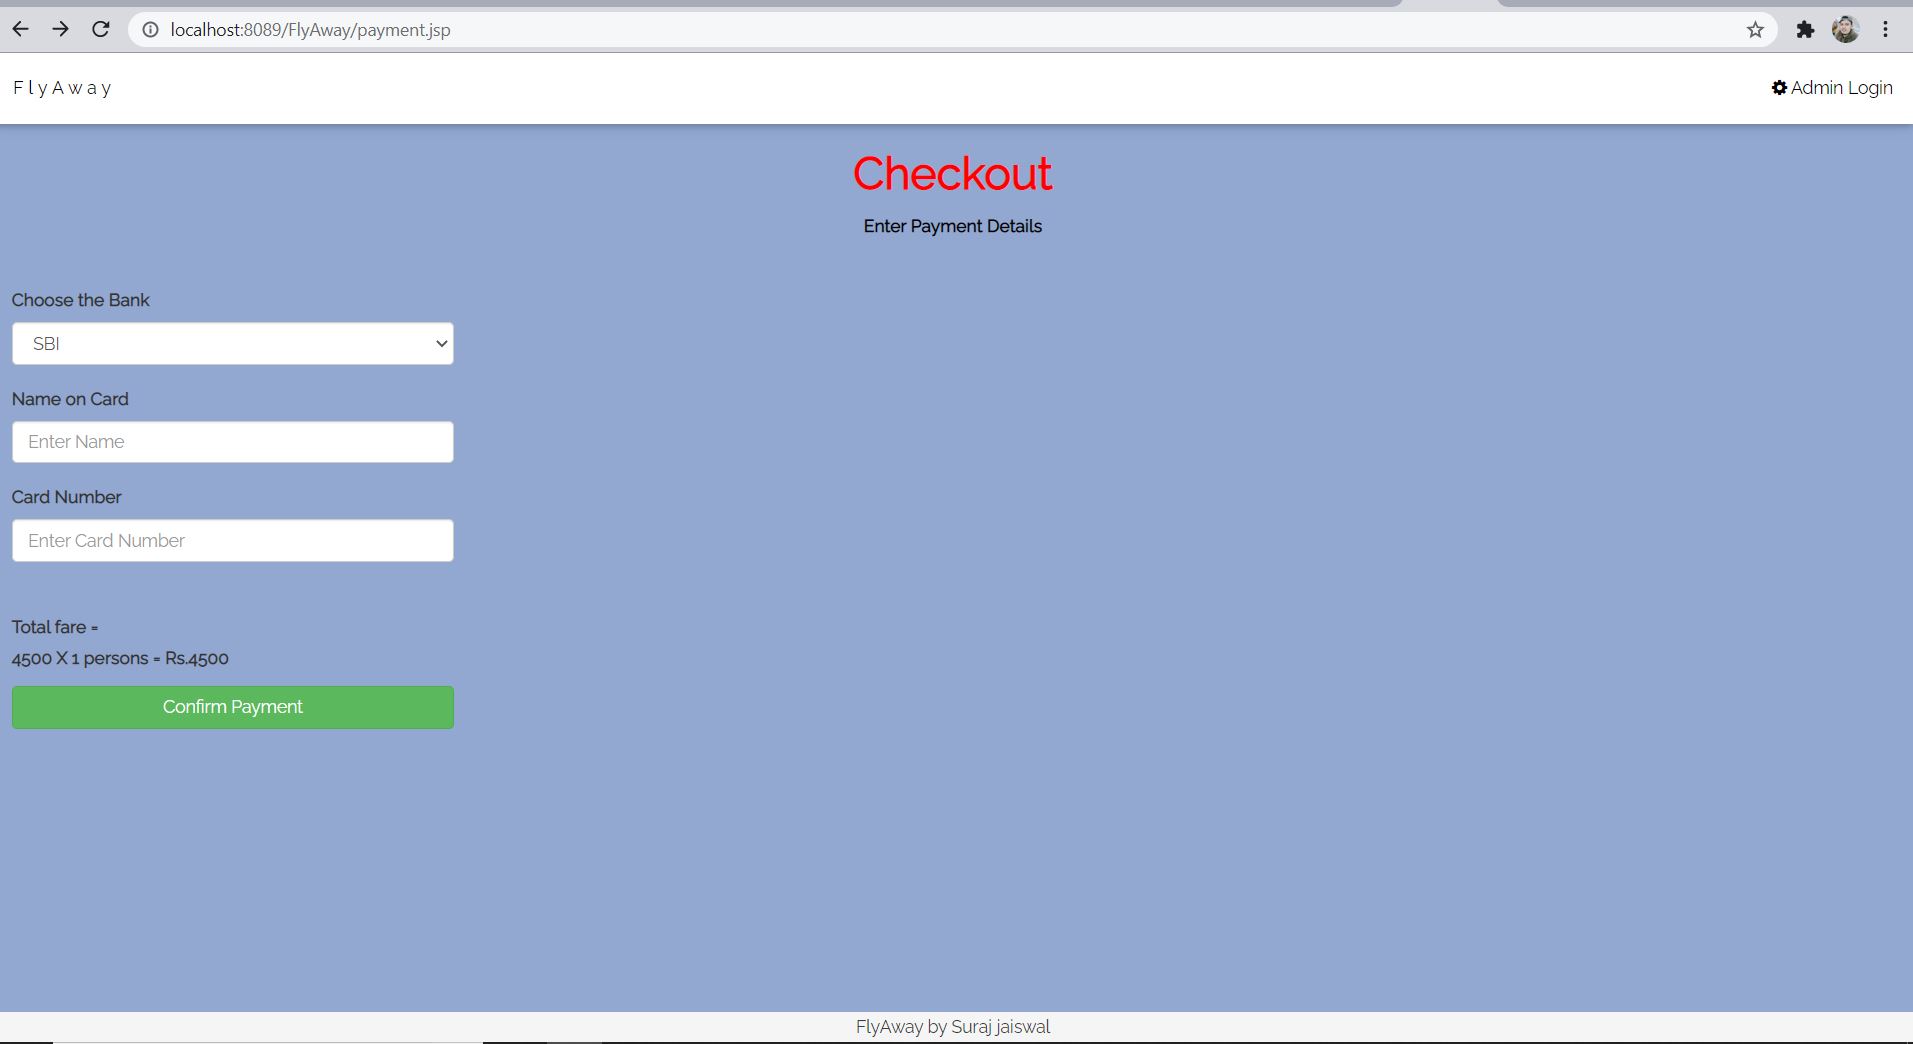 localhost:8089/FlyAway/payment.jsp
FlyAway
Admin Login
Checkout
Enter Payment Details
Choose the Bank
SBI
Name on Card
Enter Name
Card Number
Enter Card Number
Total fare =
4500 X 1 persons = Rs.4500
Confirm Payment
FlyAway by Suraj jaiswal